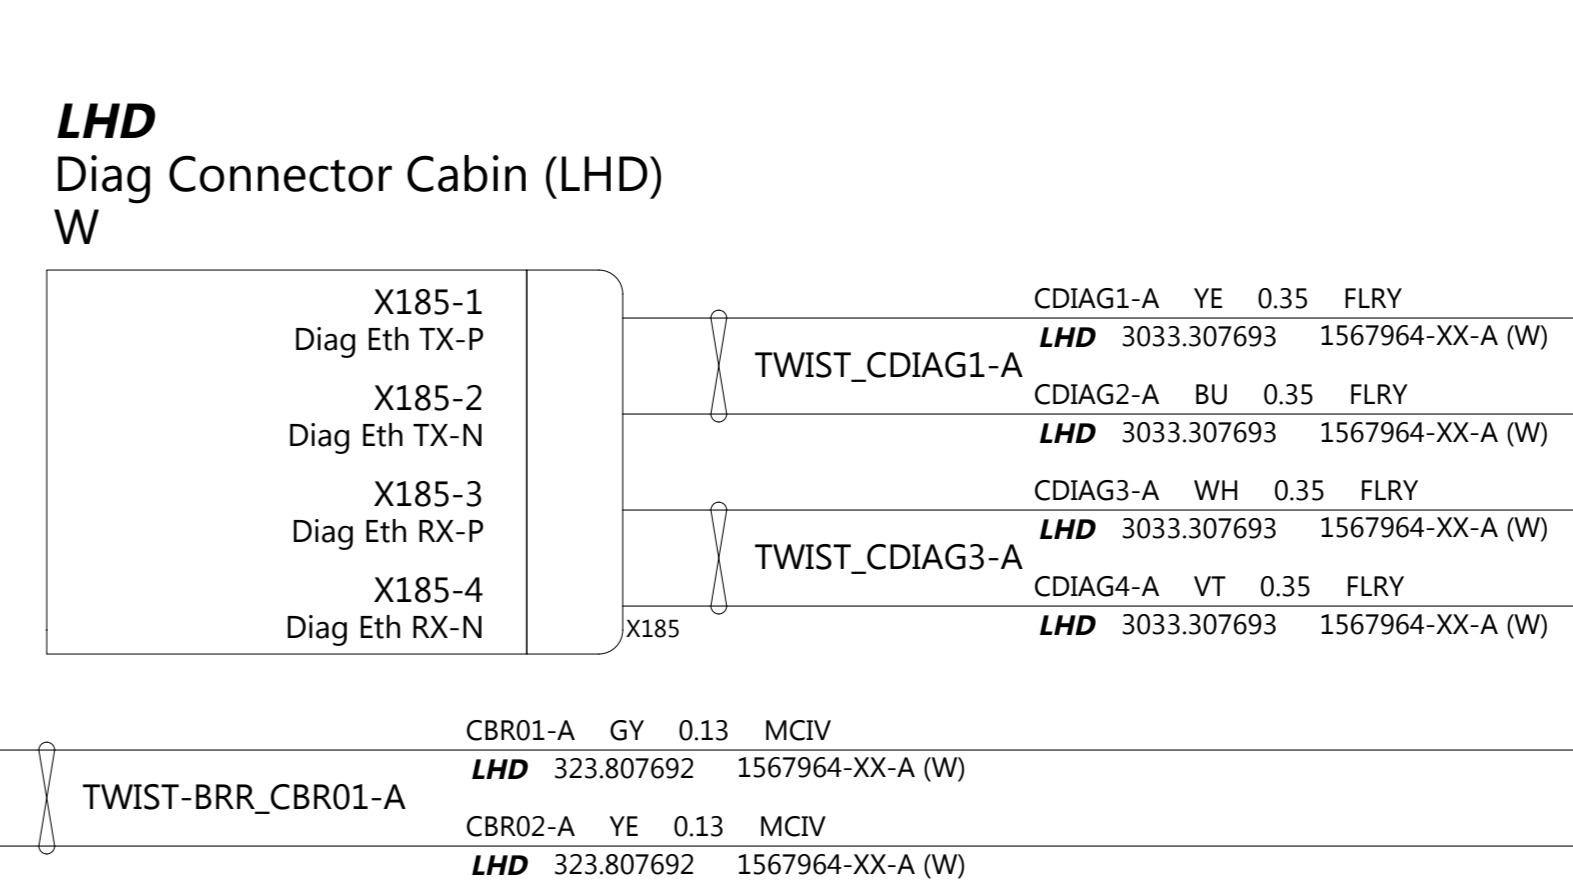 LHD
Diag Connector Cabin (LHD)
W
X185-1
Diag Eth TX-P
X185-2
Diag Eth TX-N
X185-3
Diag Eth RX-P
X185-4
Diag Eth RX-N
X185
TWIST_CDIAG1-A
CDIAG1-A YE 0.35 FLRY
LHD 3033.307693 1567964-XX-A (W)
CDIAG2-A BU 0.35 FLRY
LHD 3033.307693 1567964-XX-A (W)
TWIST_CDIAG3-A
CDIAG3-A WH 0.35 FLRY
LHD 3033.307693 1567964-XX-A (W)
CDIAG4-A VT 0.35 FLRY
LHD 3033.307693 1567964-XX-A (W)
TWIST-BRR_CBR01-A
CBR01-A GY 0.13 MCIV
LHD 323.807692 1567964-XX-A (W)
CBR02-A YE 0.13 MCIV
LHD 323.807692 1567964-XX-A (W)